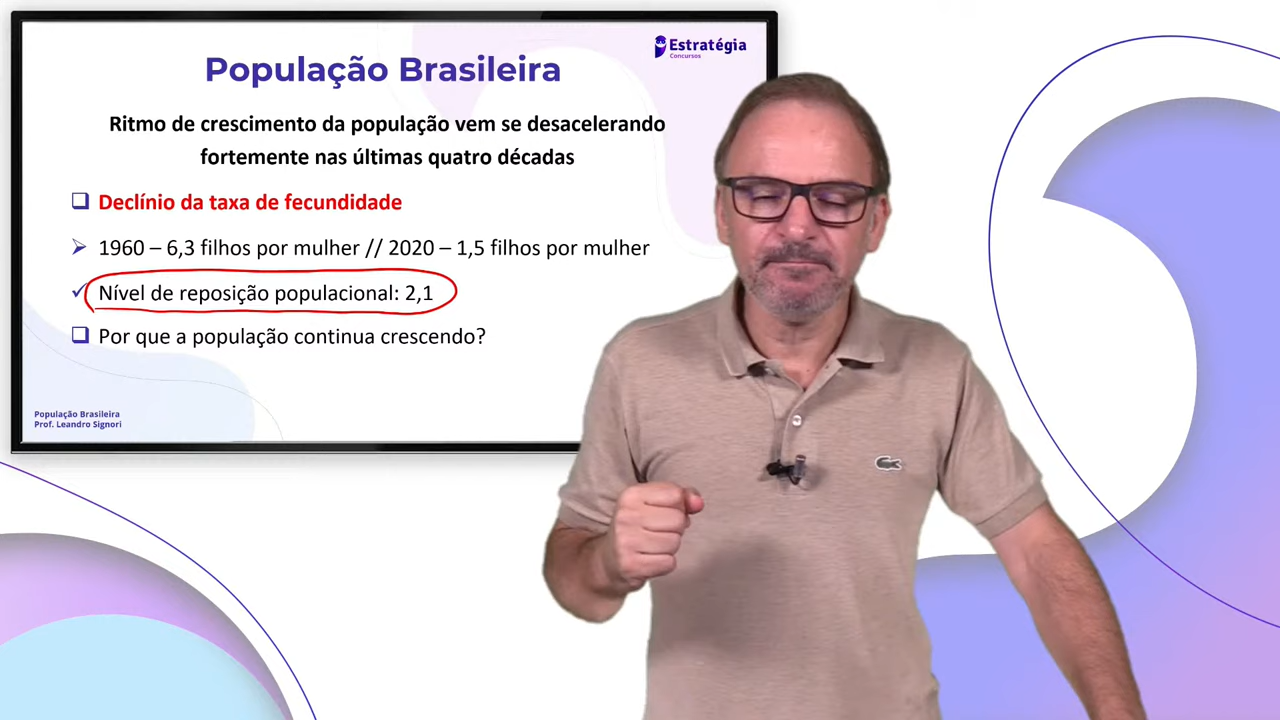 Estratégia
Concursos
População Brasileira
Ritmo de crescimento da população vem se desacelerando
fortemente nas últimas quatro décadas
Declínio da taxa de fecundidade
1960 – 6,3 filhos por mulher // 2020 – 1,5 filhos por mulher
Nível de reposição populacional: 2,1
Por que a população continua crescendo?
População Brasileira
Prof. Leandro Signori